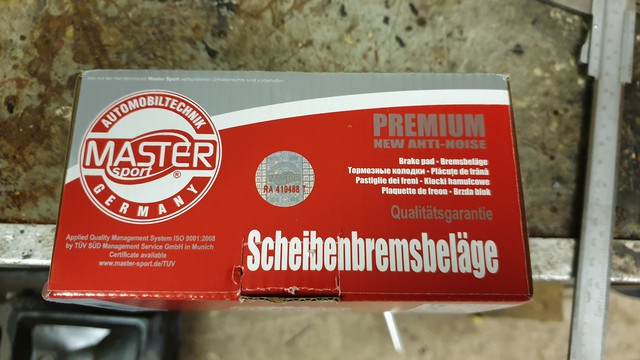 AUTOMOBILTECHNIK
MASTER
sport ®
GERMANY
PREMIUM
NEW ANTI-NOISE
Brake pad - Bremsbeläge
Тормозные колодки - Plăcuţe de frână
Pastiglie dei freni - Klocki hamulcowe
Plaquette de freon - Brzda blok
RA 419488
Qualitätsgarantie
Applied Quality Management System ISO 9001:2008
by TÜV SÜD Management Service GmbH in Munich
Certificate available
www.master-sport.de/TUV
Scheibenbremsbeläge